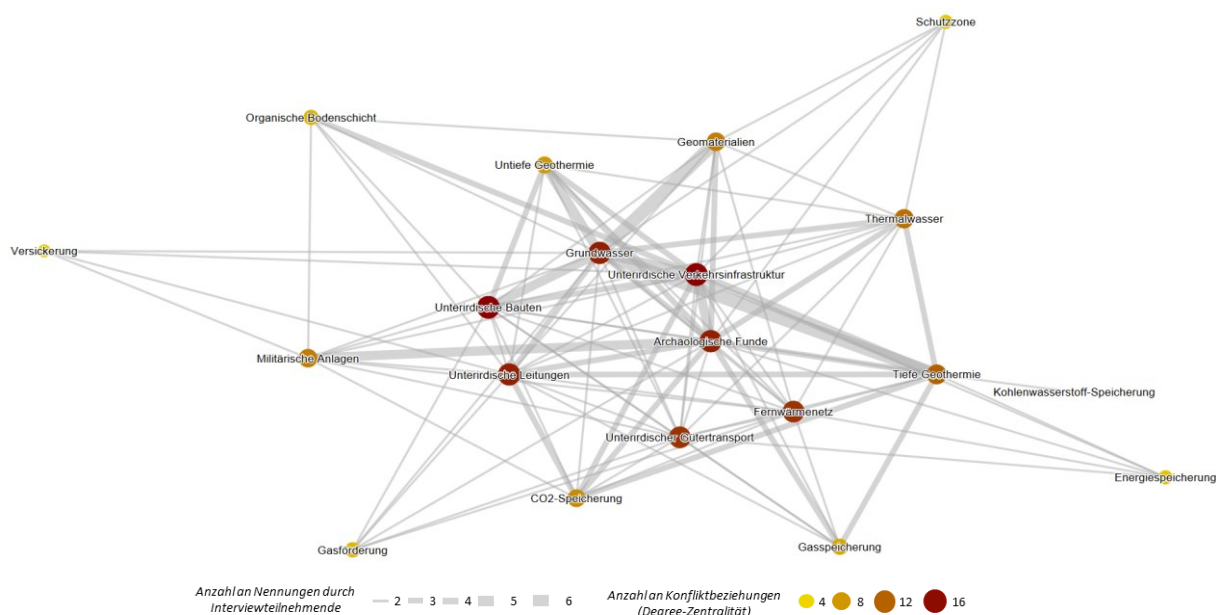 Schutzzone
Organische Bodenschicht
Geomaterialien
Untiefe Geothermie
Thermalwasser
Versickerung
Grundwasser
Unterirdische Verkehrsinfrastruktur
Unterirdische Bauten
Archäologische Funde
Militärische Anlagen
Unterirdische Leitungen
Tiefe Geothermie
Kohlenwasserstoff-Speicherung
Fernwärmenetz
Unterirdischer Gütertransport
Energiespeicherung
CO2-Speicherung
Gasförderung
Gasspeicherung
Anzahl an Nennungen durch
Interviewteilnehmende
2 3 4 5 6
Anzahl an Konfliktbeziehungen
(Degree-Zentralität)
4 8 12 16